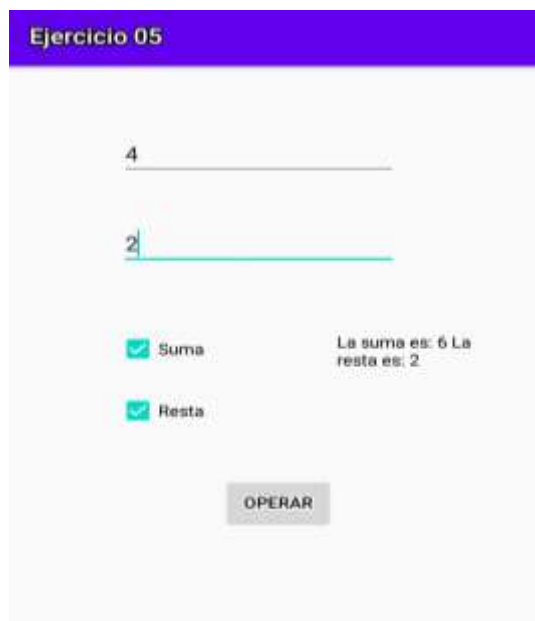 Ejercicio 05
4
2
Suma
La suma es: 6 La
resta es: 2
Resta
OPERAR